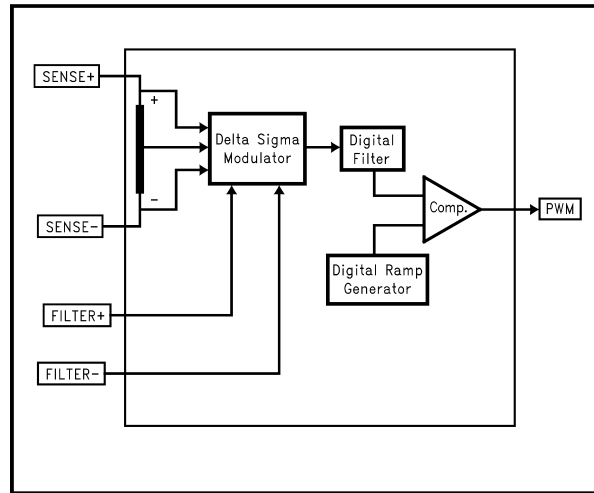 SENSE+
+
Delta Sigma
Modulator
Digital
Filter
-
Comp.
PWM
SENSE-
Digital Ramp
Generator
FILTER+
FILTER-